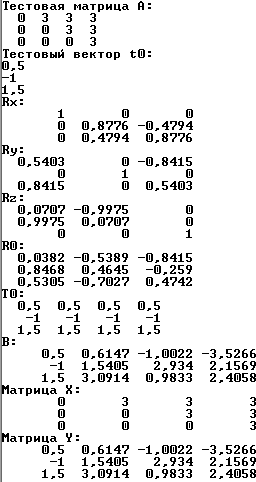 Тестовая матрица A:
0 3 3 3
0 0 3 3
0 0 0 3
Тестовый вектор t0:
0,5
-1
1,5
Rx:
1 0 0
0 0,8776 -0,4794
0 0,4794 0,8776
Ry:
0,5403 0 -0,8415
0 1 0
0,8415 0 0,5403
Rz:
0,0707 -0,9975 0
0,9975 0,0707 0
0 0 1
R0:
0,0382 -0,5389 -0,8415
0,8468 0,4645 -0,259
0,5305 -0,7027 0,4742
T0:
0,5 0,5 0,5 0,5
-1 -1 -1 -1
1,5 1,5 1,5 1,5
B:
0,5 0,6147 -1,0022 -3,5266
-1 1,5405 2,934 2,1569
1,5 3,0914 0,9833 2,4058
Матрица X:
0 3 3 3
0 0 3 3
0 0 0 3
Матрица Y:
0,5 0,6147 -1,0022 -3,5266
-1 1,5405 2,934 2,1569
1,5 3,0914 0,9833 2,4058